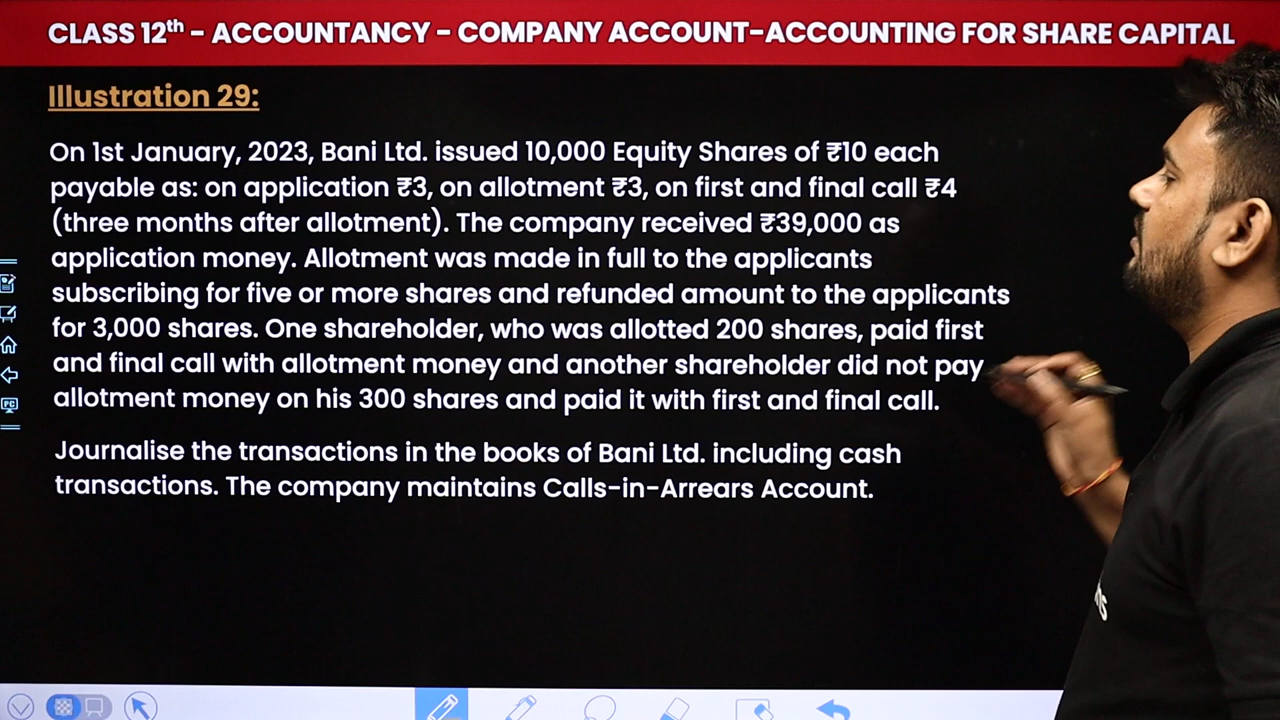 CLASS 12th - ACCOUNTANCY - COMPANY ACCOUNT-ACCOUNTING FOR SHARE CAPITAL
Illustration 29:
On 1st January, 2023, Bani Ltd. issued 10,000 Equity Shares of ₹10 each
payable as: on application ₹3, on allotment ₹3, on first and final call ₹4
(three months after allotment). The company received ₹39,000 as
application money. Allotment was made in full to the applicants
subscribing for five or more shares and refunded amount to the applicants
for 3,000 shares. One shareholder, who was allotted 200 shares, paid first
and final call with allotment money and another shareholder did not pay
allotment money on his 300 shares and paid it with first and final call.
Journalise the transactions in the books of Bani Ltd. including cash
transactions. The company maintains Calls-in-Arrears Account.
PC